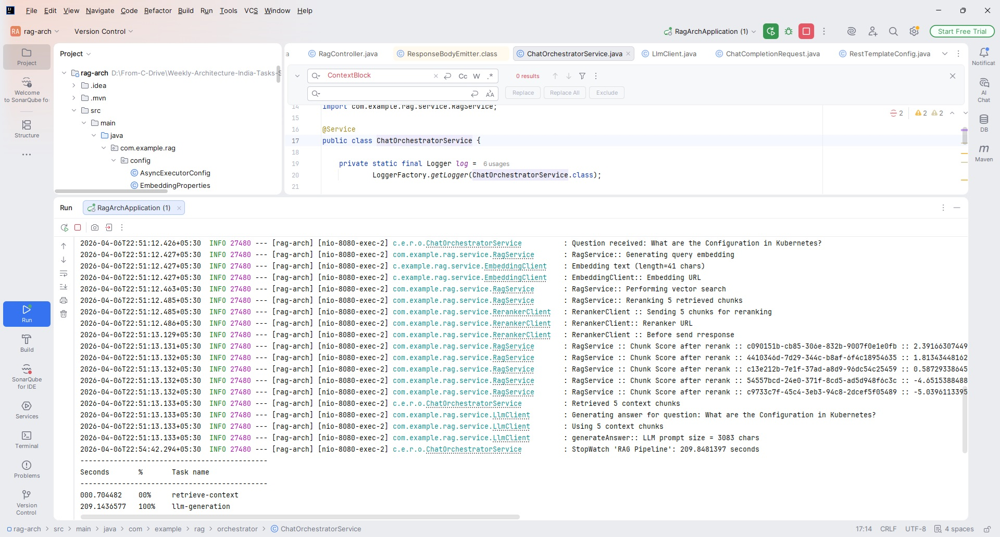 File Edit View Navigate Code Refactor Build Run Tools VCS Window Help
RA rag-arch Version Control RagArchApplication (1) Start Free Trial
Project
Welcome
to SonarQube fo
Structure
Run
Build
SonarQube
for IDE
Services
Terminal
Problems
Version
Control
Project
rag-arch D:\From-C-Drive\Weekly-Architecture-India-Tasks-S
.idea
.mvn
src
main
java
com.example.rag
config
AsyncExecutorConfig
EmbeddingProperties
a RagController.java ResponseBodyEmitter.class ChatOrchestratorService.java LlmClient.java ChatCompletionRequest.java RestTemplateConfig.java
ContextBlock Cc W .* 0 results
Replace Replace All Exclude
14 import com.example.rag.service.RagService;
2 2 2
15
16 @Service
17 public class ChatOrchestratorService {
18
19 private static final Logger log = 6 usages
20 LoggerFactory.getLogger(ChatOrchestratorService.class);
21
Notificat
AI
Chat
DB
Maven
Run RagArchApplication (1)
2026-04-06T22:51:12.426+05:30 INFO 27480 --- [rag-arch] [nio-8080-exec-2] c.e.r.o.ChatOrchestratorService : Question received: What are the Configuration in Kubernetes?
2026-04-06T22:51:12.427+05:30 INFO 27480 --- [rag-arch] [nio-8080-exec-2] com.example.rag.service.RagService : RagService:: Generating query embedding
2026-04-06T22:51:12.427+05:30 INFO 27480 --- [rag-arch] [nio-8080-exec-2] c.example.rag.service.EmbeddingClient : Embedding text (length=41 chars)
2026-04-06T22:51:12.427+05:30 INFO 27480 --- [rag-arch] [nio-8080-exec-2] c.example.rag.service.EmbeddingClient : EmbeddingClient:: Embedding URL
2026-04-06T22:51:12.463+05:30 INFO 27480 --- [rag-arch] [nio-8080-exec-2] com.example.rag.service.RagService : RagService:: Performing vector search
2026-04-06T22:51:12.485+05:30 INFO 27480 --- [rag-arch] [nio-8080-exec-2] com.example.rag.service.RagService : RagService:: Reranking 5 retrieved chunks
2026-04-06T22:51:12.485+05:30 INFO 27480 --- [rag-arch] [nio-8080-exec-2] com.example.rag.service.RerankerClient : RerankerClient :: Sending 5 chunks for reranking
2026-04-06T22:51:12.486+05:30 INFO 27480 --- [rag-arch] [nio-8080-exec-2] com.example.rag.service.RerankerClient : RerankerClient:: Reranker URL
2026-04-06T22:51:13.129+05:30 INFO 27480 --- [rag-arch] [nio-8080-exec-2] com.example.rag.service.RerankerClient : RerankerClient :: Before send rresponse
2026-04-06T22:51:13.131+05:30 INFO 27480 --- [rag-arch] [nio-8080-exec-2] com.example.rag.service.RagService : RagService :: Chunk Score after rerank :: c090151b-cb85-306e-832b-9007f0e1e0fb :: 2.39166307449
2026-04-06T22:51:13.132+05:30 INFO 27480 --- [rag-arch] [nio-8080-exec-2] com.example.rag.service.RagService : RagService :: Chunk Score after rerank :: 4410346d-7d29-344c-b8af-6f4c18954635 :: 1.81343448162
2026-04-06T22:51:13.132+05:30 INFO 27480 --- [rag-arch] [nio-8080-exec-2] com.example.rag.service.RagService : RagService :: Chunk Score after rerank :: c13e212b-7e1f-37ad-a8d9-96dc54c25459 :: 0.58729338645
2026-04-06T22:51:13.132+05:30 INFO 27480 --- [rag-arch] [nio-8080-exec-2] com.example.rag.service.RagService : RagService :: Chunk Score after rerank :: 54557bcd-24e0-371f-8cd5-ad5d948f6c3c :: -4.6515388488
2026-04-06T22:51:13.132+05:30 INFO 27480 --- [rag-arch] [nio-8080-exec-2] com.example.rag.service.RagService : RagService :: Chunk Score after rerank :: c9733c7f-45c4-3eb3-94c8-2dcef5f05489 :: -5.0396113395
2026-04-06T22:51:13.133+05:30 INFO 27480 --- [rag-arch] [nio-8080-exec-2] c.e.r.o.ChatOrchestratorService : Retrieved 5 context chunks
2026-04-06T22:51:13.133+05:30 INFO 27480 --- [rag-arch] [nio-8080-exec-2] com.example.rag.service.LlmClient : Generating answer for question: What are the Configuration in Kubernetes?
2026-04-06T22:51:13.133+05:30 INFO 27480 --- [rag-arch] [nio-8080-exec-2] com.example.rag.service.LlmClient : Using 5 context chunks
2026-04-06T22:51:13.133+05:30 INFO 27480 --- [rag-arch] [nio-8080-exec-2] com.example.rag.service.LlmClient : generateAnswer:: LLM prompt size = 3083 chars
2026-04-06T22:54:42.294+05:30 INFO 27480 --- [rag-arch] [nio-8080-exec-2] c.e.r.o.ChatOrchestratorService : StopWatch 'RAG Pipeline': 209.8481397 seconds
---------------------------------------------
Seconds % Task name
---------------------------------------------
000.704482 00% retrieve-context
209.1436577 100% llm-generation
rag-arch > src > main > java > com > example > rag > orchestrator > ChatOrchestratorService 17:14 CRLF UTF-8 4 spaces